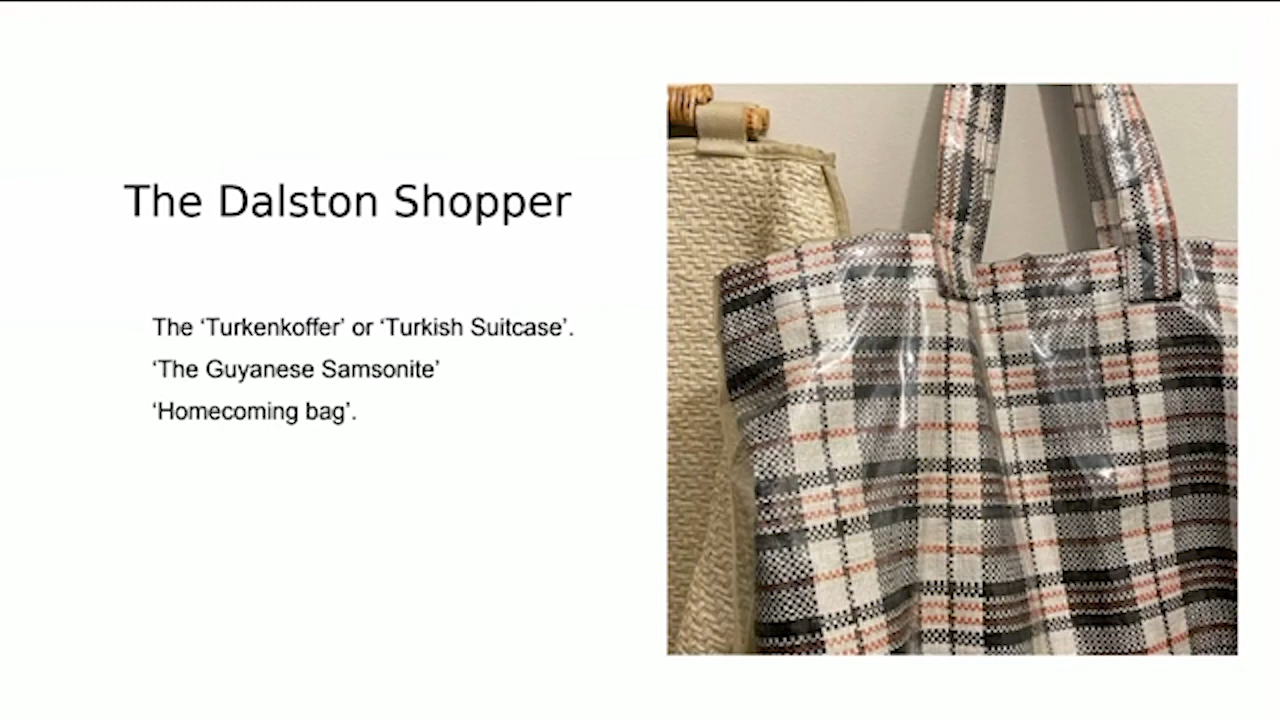 The Dalston Shopper
The ‘Turkenkoffer’ or ‘Turkish Suitcase’.
‘The Guyanese Samsonite’
‘Homecoming bag’.